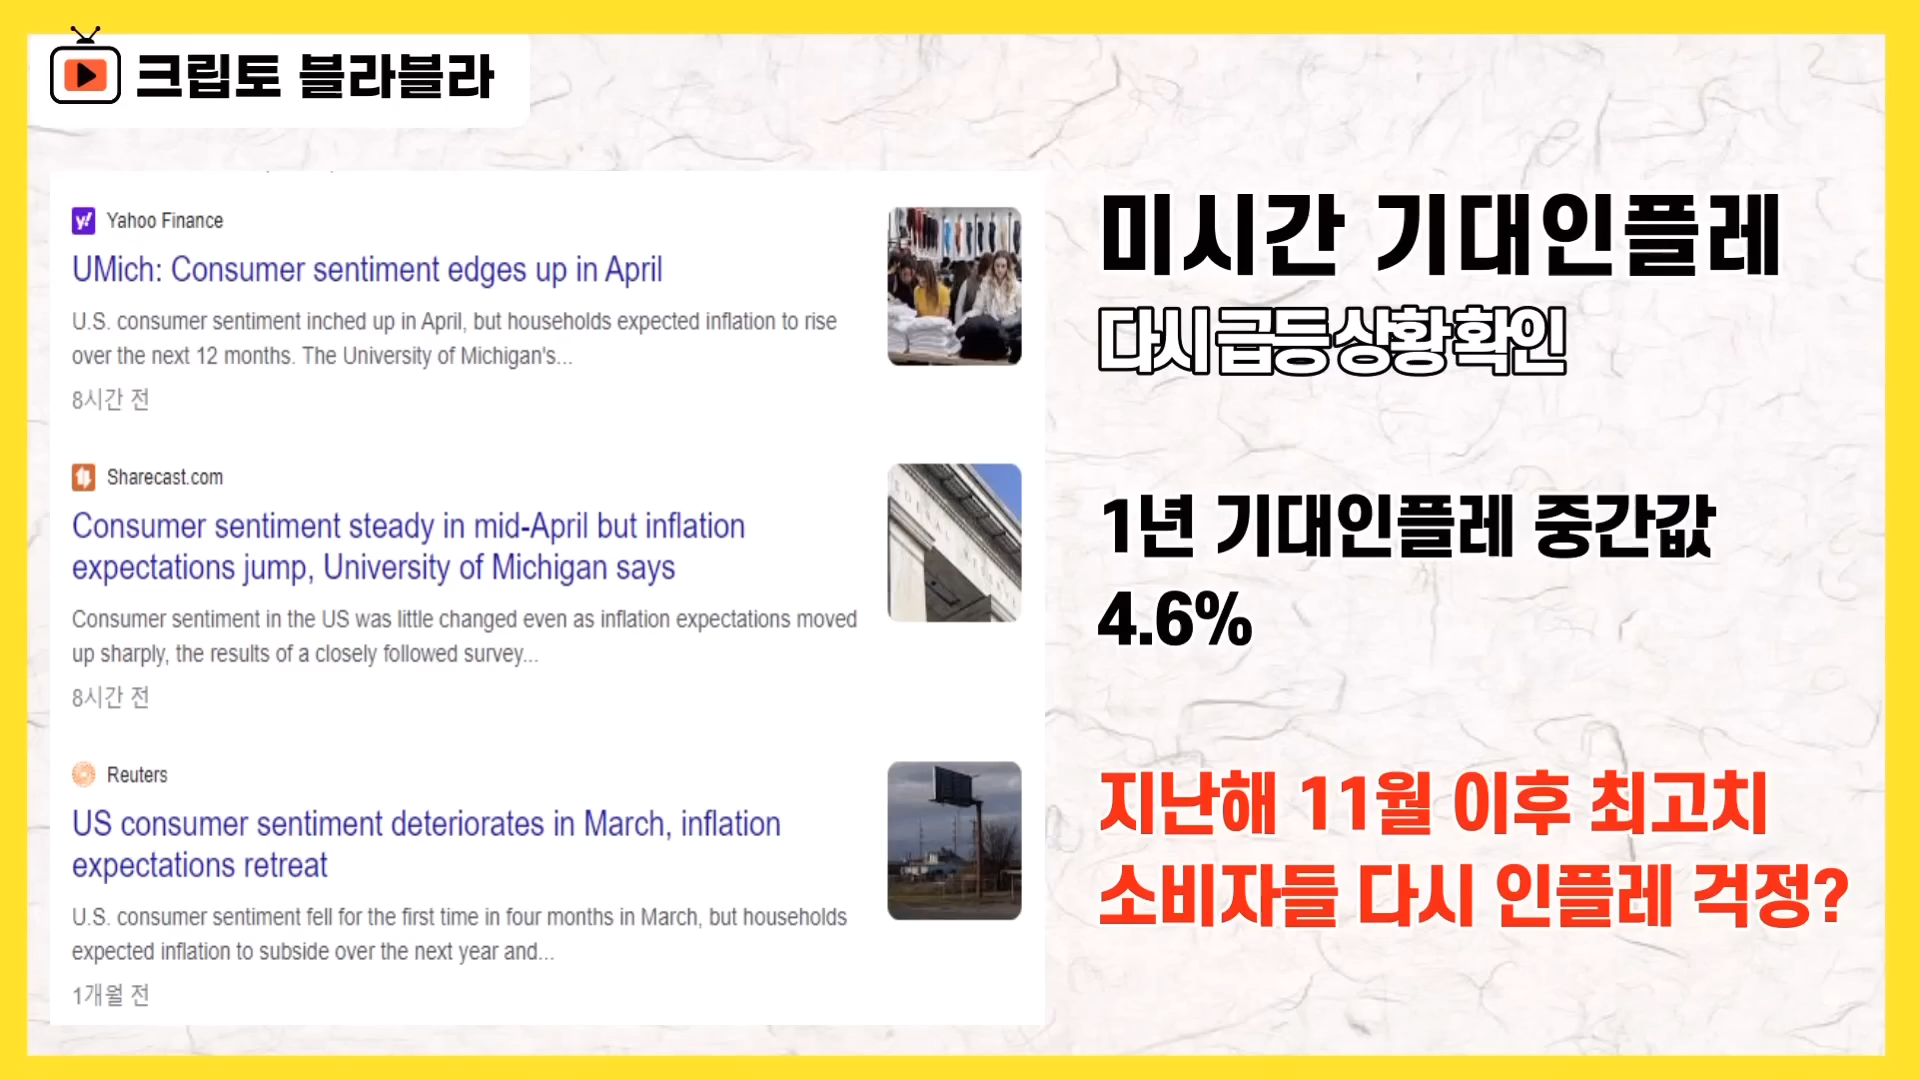 크립토 블라블라
Yahoo Finance
UMich: Consumer sentiment edges up in April
U.S. consumer sentiment inched up in April, but households expected inflation to rise
over the next 12 months. The University of Michigan's...
8시간 전
Sharecast.com
Consumer sentiment steady in mid-April but inflation
expectations jump, University of Michigan says
Consumer sentiment in the US was little changed even as inflation expectations moved
up sharply, the results of a closely followed survey...
8시간 전
Reuters
US consumer sentiment deteriorates in March, inflation
expectations retreat
U.S. consumer sentiment fell for the first time in four months in March, but households
expected inflation to subside over the next year and...
1개월 전
미시간 기대인플레
다시 급등 상황 확인
1년 기대인플레 중간값
4.6%
지난해 11월 이후 최고치
소비자들 다시 인플레 걱정?